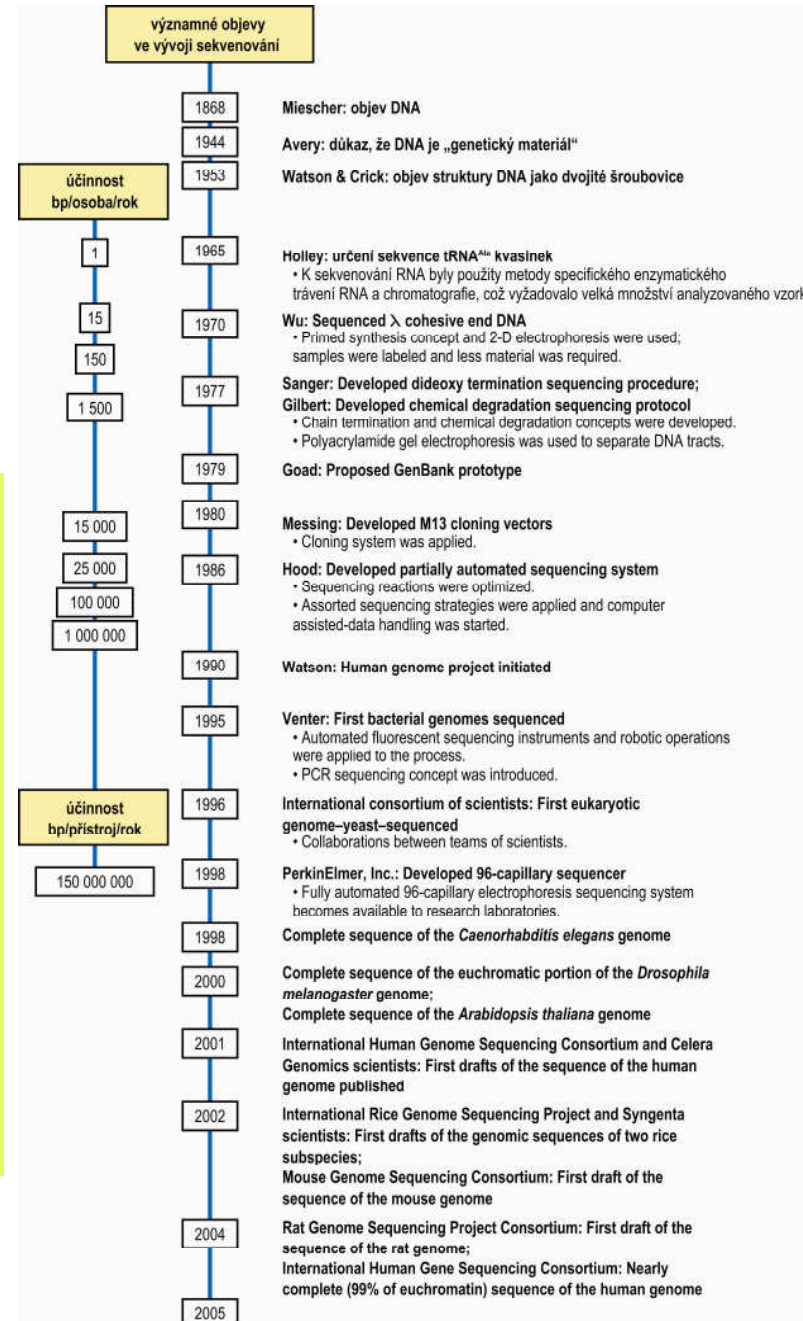 významné objevy
ve vývoji sekvenování
1868
Miescher: objev DNA
1944
Avery: důkaz, že DNA je „genetický materiál“
účinnost
bp/osoba/rok
1953
Watson & Crick: objev struktury DNA jako dvojité šroubovice
1
1965
Holley: určení sekvence tRNAᴬˡᵃ kvasinek
• K sekvenování RNA byly použity metody specifického enzymatického
trávení RNA a chromatografie, což vyžadovalo velká množství analyzovaného vzork
15
1970
Wu: Sequenced λ cohesive end DNA
• Primed synthesis concept and 2-D electrophoresis were used;
samples were labeled and less material was required.
150
1977
Sanger: Developed dideoxy termination sequencing procedure;
1 500
Gilbert: Developed chemical degradation sequencing protocol
• Chain termination and chemical degradation concepts were developed.
• Polyacrylamide gel electrophoresis was used to separate DNA tracts.
1979
Goad: Proposed GenBank prototype
15 000
1980
Messing: Developed M13 cloning vectors
• Cloning system was applied.
25 000
1986
Hood: Developed partially automated sequencing system
• Sequencing reactions were optimized.
100 000
• Assorted sequencing strategies were applied and computer
assisted-data handling was started.
1 000 000
1990
Watson: Human genome project initiated
1995
Venter: First bacterial genomes sequenced
• Automated fluorescent sequencing instruments and robotic operations
were applied to the process.
• PCR sequencing concept was introduced.
účinnost
bp/přístroj/rok
1996
International consortium of scientists: First eukaryotic
genome–yeast–sequenced
• Collaborations between teams of scientists.
150 000 000
1998
PerkinElmer, Inc.: Developed 96-capillary sequencer
• Fully automated 96-capillary electrophoresis sequencing system
becomes available to research laboratories.
1998
Complete sequence of the Caenorhabditis elegans genome
2000
Complete sequence of the euchromatic portion of the Drosophila
melanogaster genome;
Complete sequence of the Arabidopsis thaliana genome
2001
International Human Genome Sequencing Consortium and Celera
Genomics scientists: First drafts of the sequence of the human
genome published
2002
International Rice Genome Sequencing Project and Syngenta
scientists: First drafts of the genomic sequences of two rice
subspecies;
Mouse Genome Sequencing Consortium: First draft of the
sequence of the mouse genome
2004
Rat Genome Sequencing Project Consortium: First draft of the
sequence of the rat genome;
International Human Gene Sequencing Consortium: Nearly
complete (99% of euchromatin) sequence of the human genome
2005